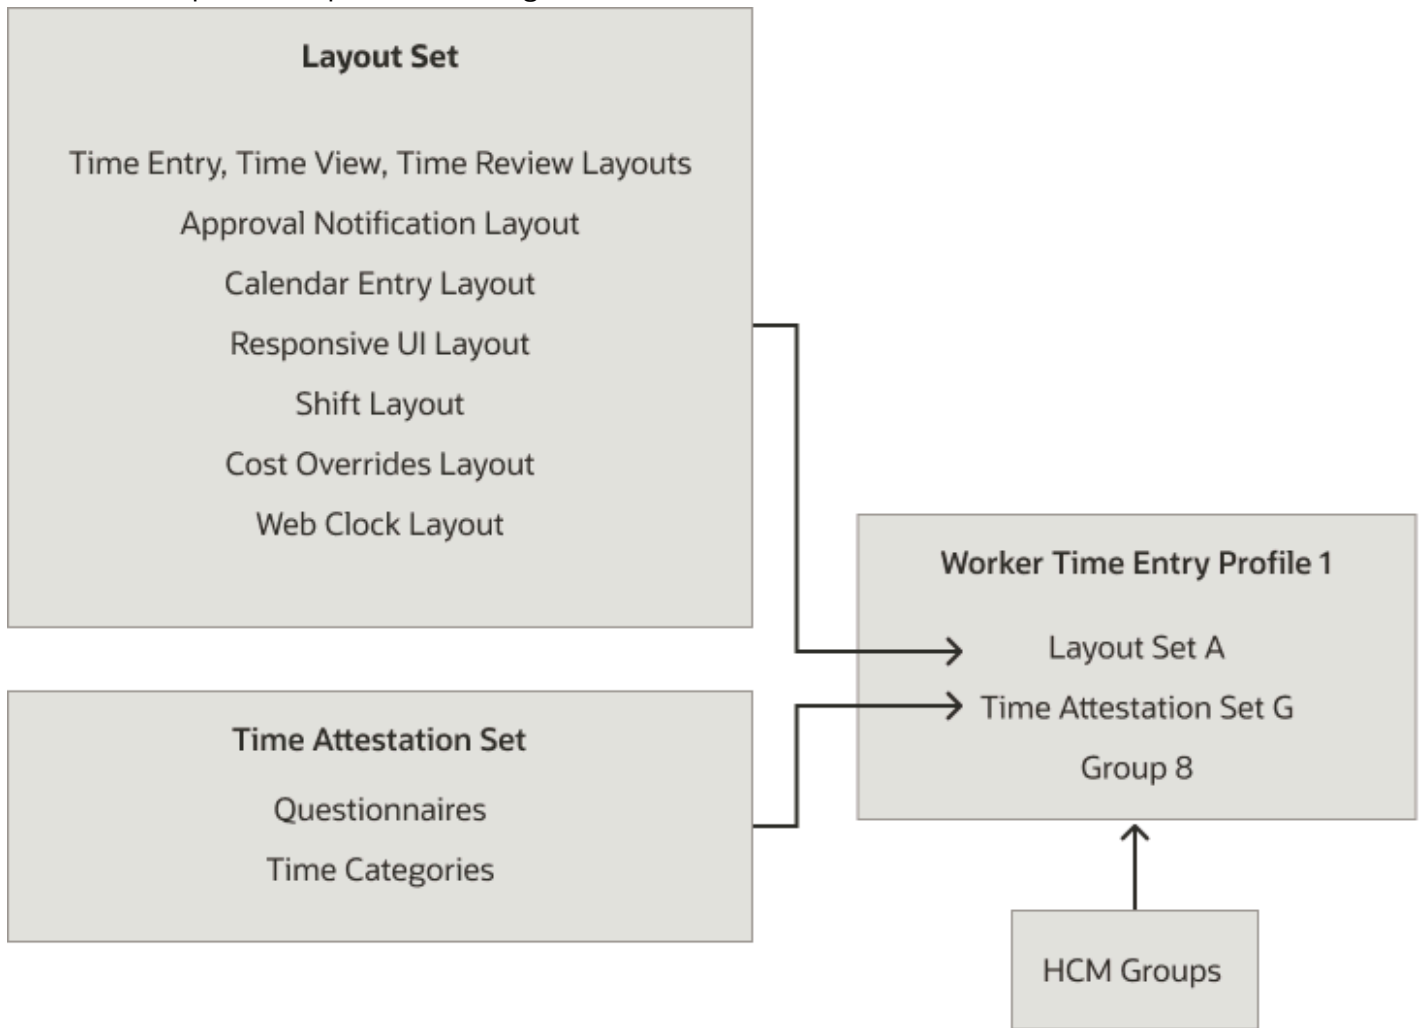 Layout Set
Time Entry, Time View, Time Review Layouts
Approval Notification Layout
Calendar Entry Layout
Responsive UI Layout
Shift Layout
Cost Overrides Layout
Web Clock Layout
Time Attestation Set
Questionnaires
Time Categories
Worker Time Entry Profile 1
Layout Set A
Time Attestation Set G
Group 8
HCM Groups